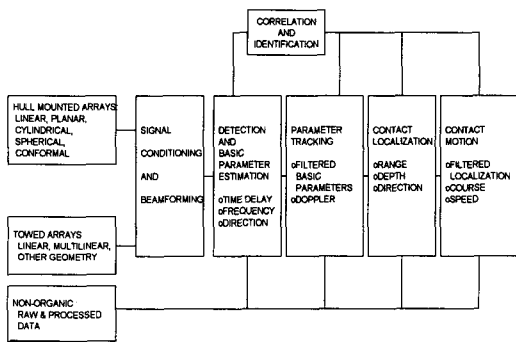 CORRELATION
AND
IDENTIFICATION
HULL MOUNTED ARRAYS
LINEAR, PLANAR,
CYLINDRICAL,
SPHERICAL,
CONFORMAL
TOWED ARRAYS
LINEAR, MULTILINEAR,
OTHER GEOMETRY
NON-ORGANIC
RAW & PROCESSED
DATA
SIGNAL
CONDITIONING
AND
BEAMFORMING
DETECTION
AND
BASIC
PARAMETER
ESTIMATION
oTIME DELAY
oFREQUENCY
oDIRECTION
PARAMETER
TRACKING
oFILTERED
BASIC
PARAMETERS
oDOPPLER
CONTACT
LOCALIZATION
oRANGE
oDEPTH
oDIRECTION
CONTACT
MOTION
oFILTERED
LOCALIZATION
oCOURSE
oSPEED